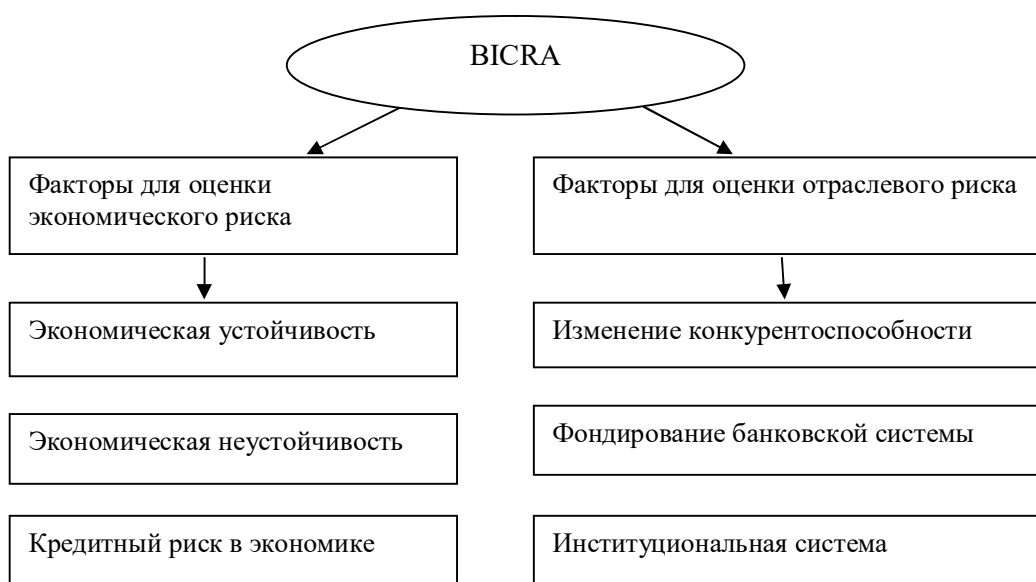 BICRA
Факторы для оценки
экономического риска
Факторы для оценки отраслевого риска
Экономическая устойчивость
Изменение конкурентоспособности
Экономическая неустойчивость
Фондирование банковской системы
Кредитный риск в экономике
Институциональная система